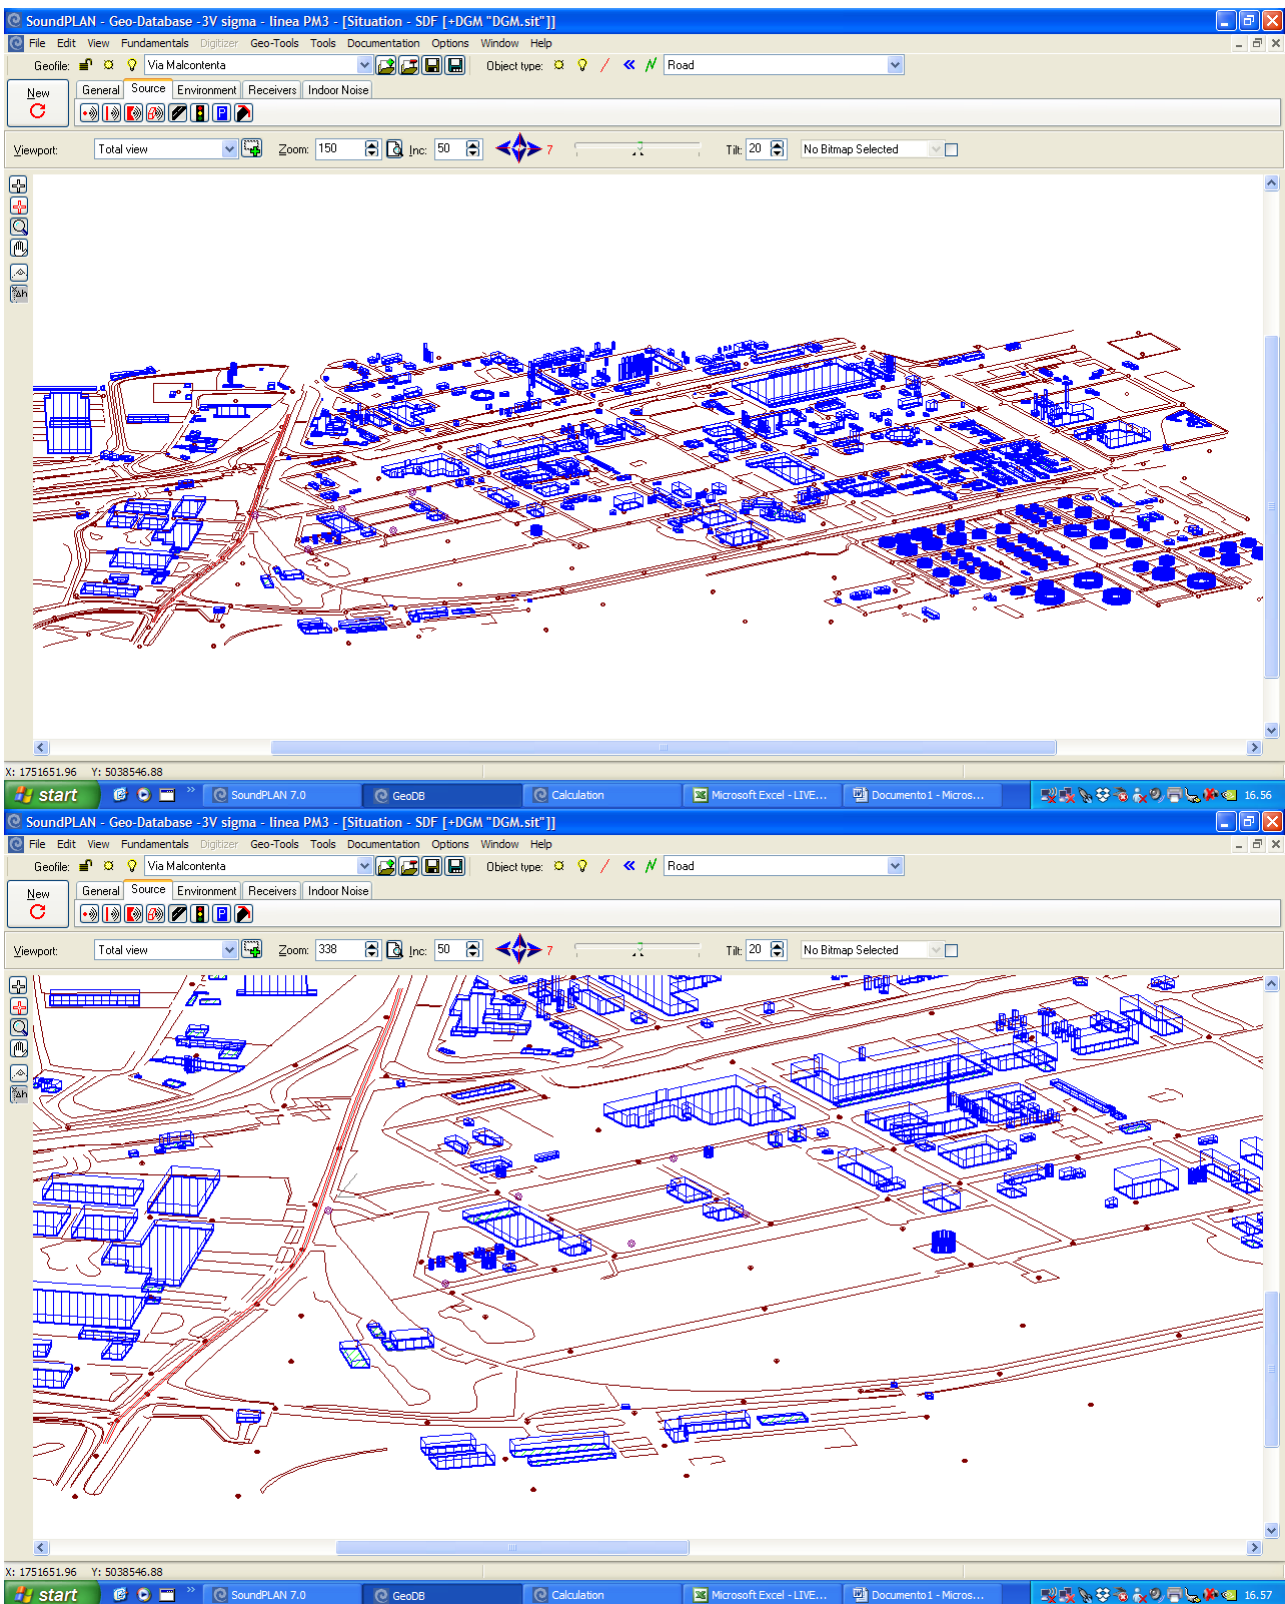 SoundPLAN - Geo-Database -3V sigma - linea PM3 - [Situation - SDF [+DGM "DGM.sit"]]
File Edit View Fundamentals Digitizer Geo-Tools Tools Documentation Options Window Help
Geofile: Via Malcontenta Object type: Road
New General Source Environment Receivers Indoor Noise
Viewport: Total view Zoom: 150 Inc: 50 7 Tilt: 20 No Bitmap Selected
Δh
X: 1751651.96 Y: 5038546.88
start SoundPLAN 7.0 GeoDB Calculation Microsoft Excel - LIVE... Documento1 - Micros... 16.56
SoundPLAN - Geo-Database -3V sigma - linea PM3 - [Situation - SDF [+DGM "DGM.sit"]]
File Edit View Fundamentals Digitizer Geo-Tools Tools Documentation Options Window Help
Geofile: Via Malcontenta Object type: Road
New General Source Environment Receivers Indoor Noise
Viewport: Total view Zoom: 338 Inc: 50 7 Tilt: 20 No Bitmap Selected
Δh
X: 1751651.96 Y: 5038546.88
start SoundPLAN 7.0 GeoDB Calculation Microsoft Excel - LIVE... Documento1 - Micros... 16.57